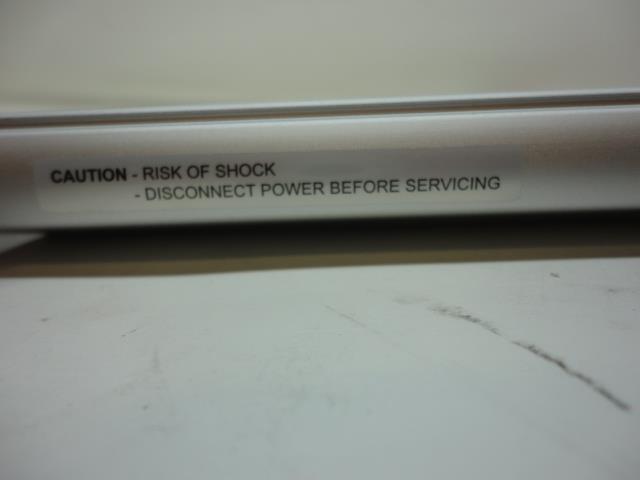 CAUTION - RISK OF SHOCK
- DISCONNECT POWER BEFORE SERVICING